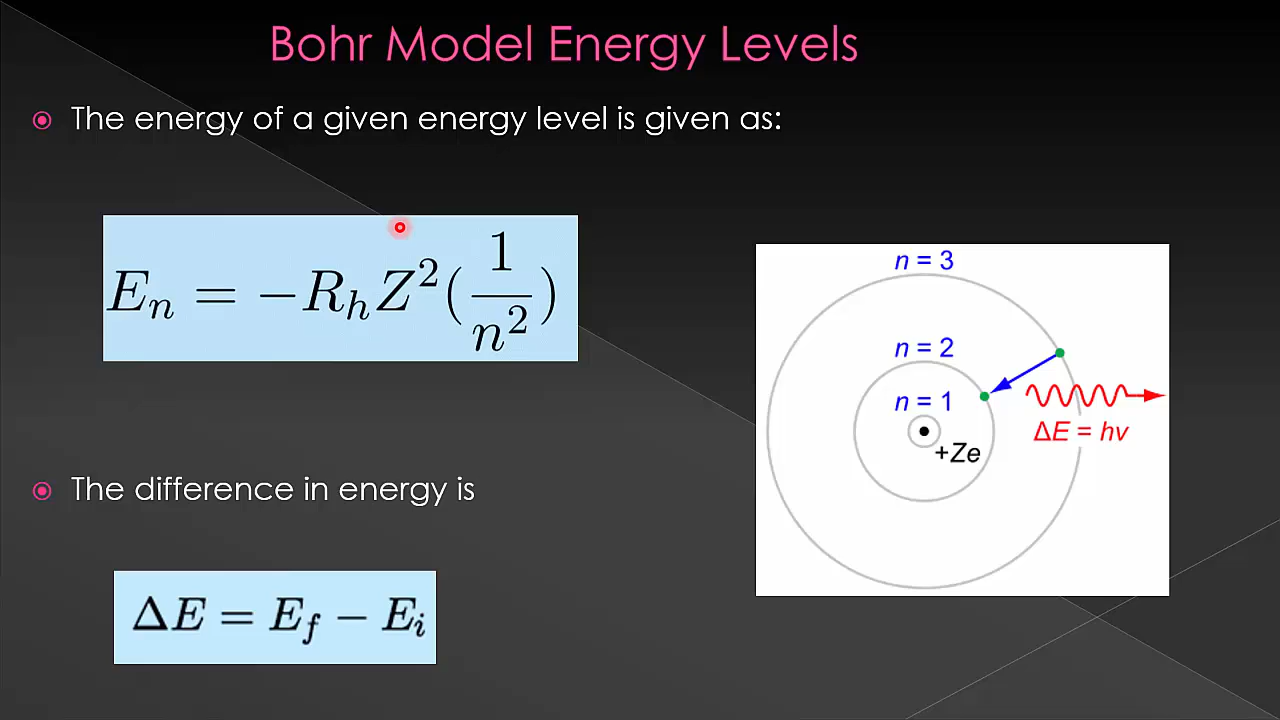 Bohr Model Energy Levels
The energy of a given energy level is given as:
E_n = −R_h Z^2 (1/n^2)
n = 3
n = 2
n = 1
+Ze
ΔE = hν
The difference in energy is
ΔE = E_f − E_i